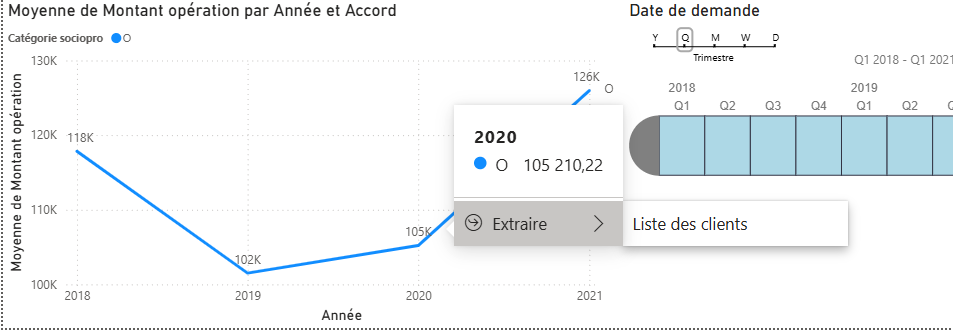 Moyenne de Montant opération par Année et Accord
Catégorie sociopro O
Moyenne de Montant opération
130K
120K
110K
100K
118K
102K
105K
126K
O
2018
2019
2020
2021
Année
2020
O 105 210,22
Extraire
Liste des clients
Date de demande
Y Q M W D
Trimestre
Q1 2018 - Q1 2021
2018 2019
Q1 Q2 Q3 Q4 Q1 Q2